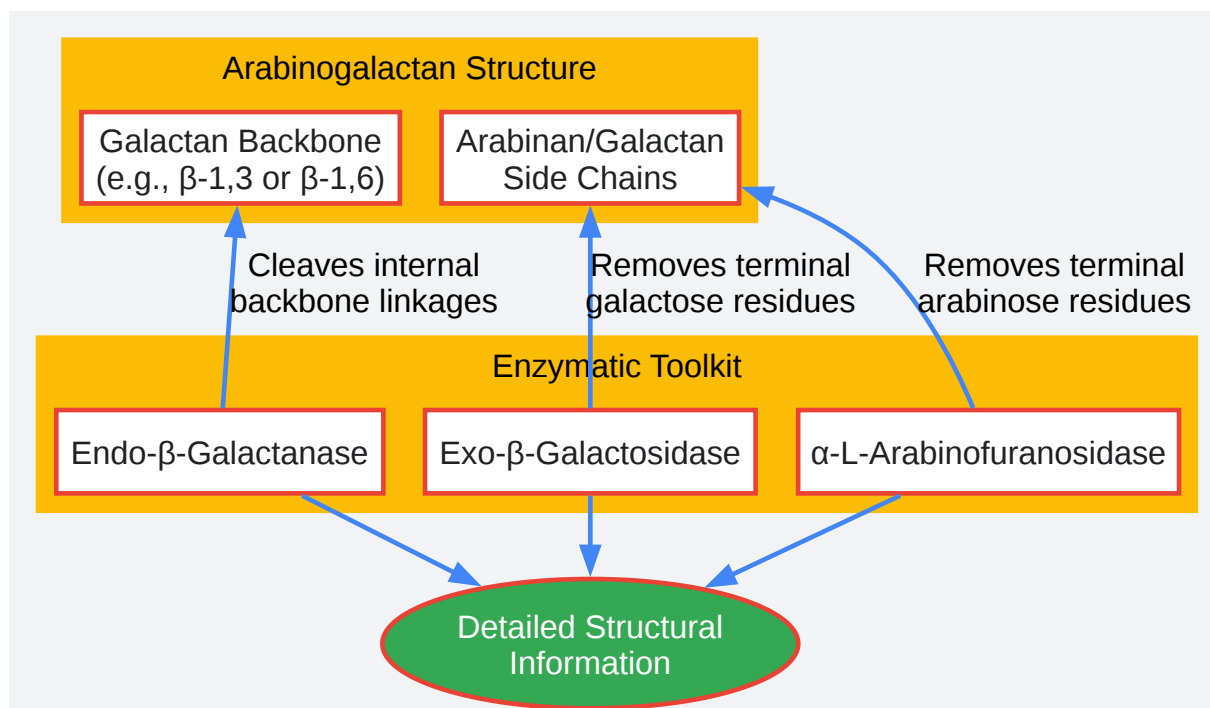 Arabinogalactan Structure
Galactan Backbone
(e.g., β-1,3 or β-1,6)
Arabinan/Galactan
Side Chains
Cleaves internal
backbone linkages
Removes terminal
galactose residues
Removes terminal
arabinose residues
Enzymatic Toolkit
Endo-β-Galactanase
Exo-β-Galactosidase
α-L-Arabinofuranosidase
Detailed Structural
Information